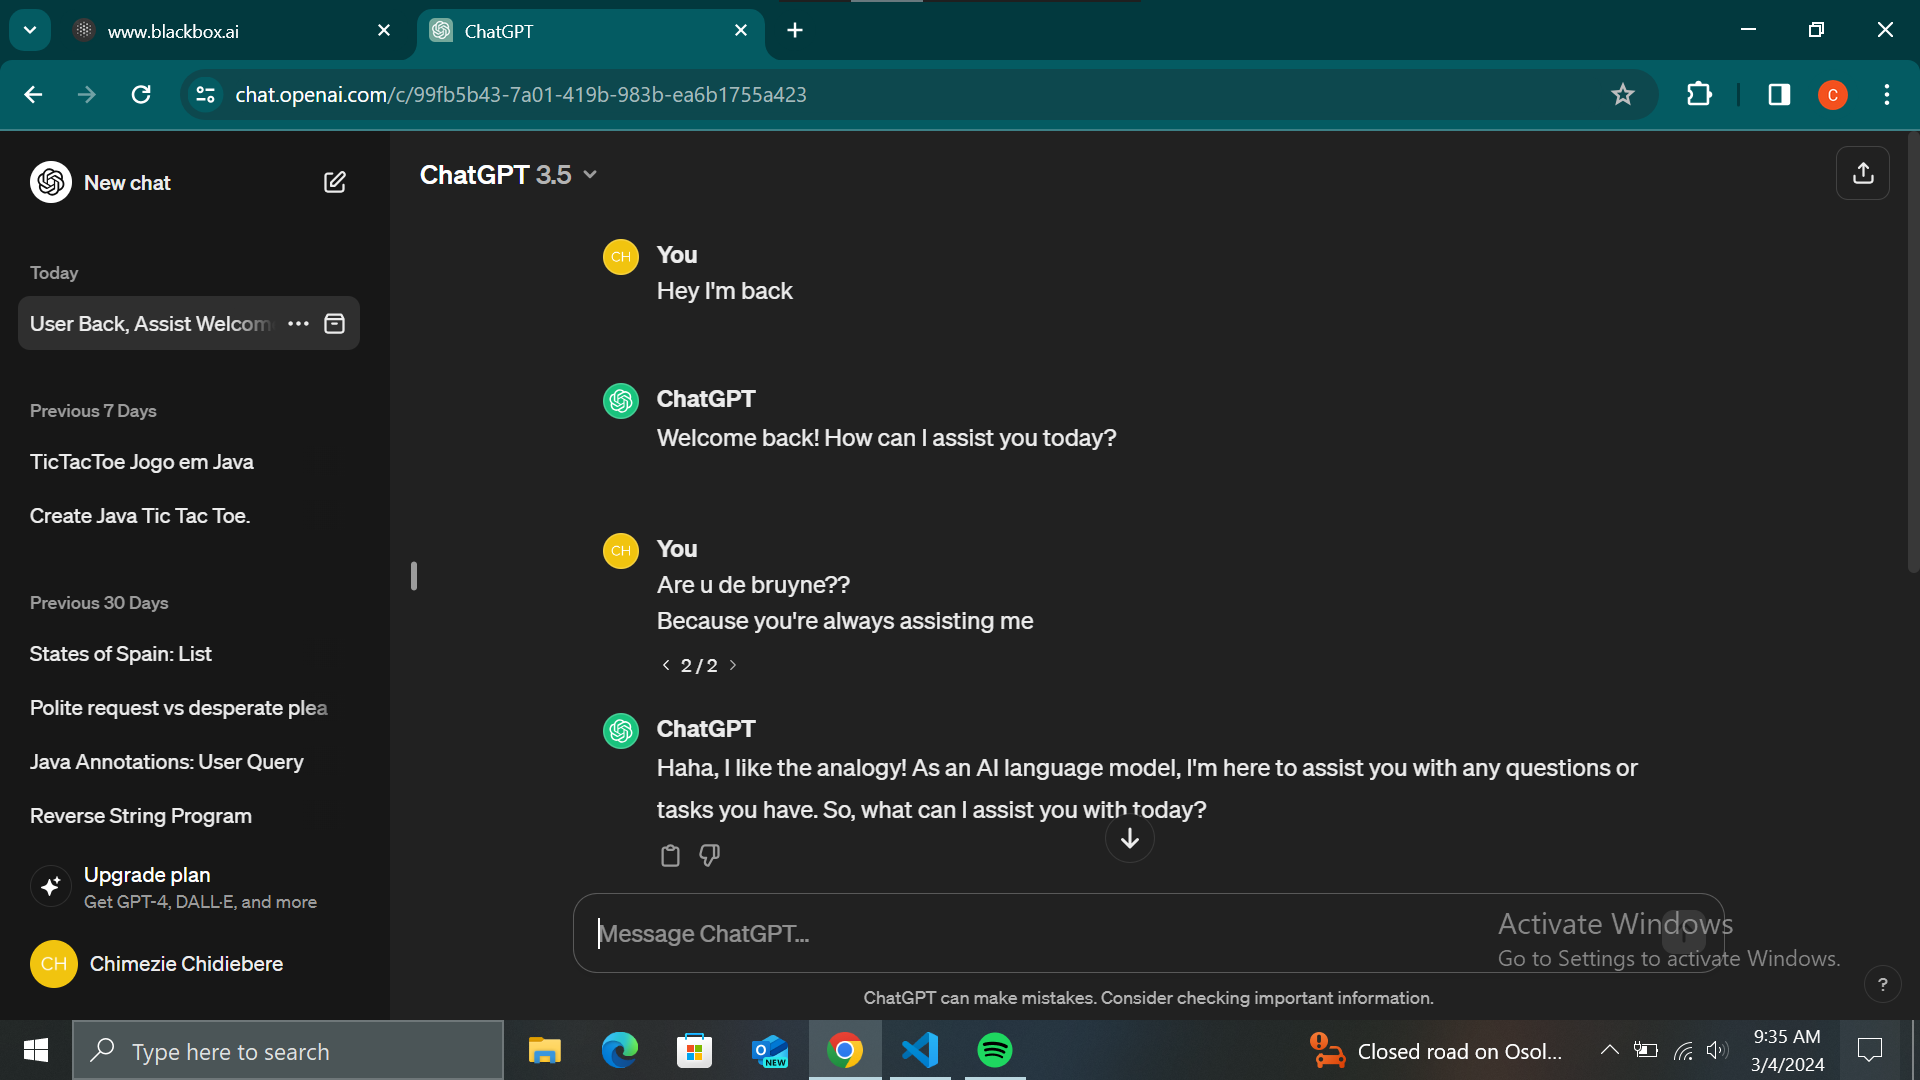 www.blackbox.ai
ChatGPT
chat.openai.com/c/99fb5b43-7a01-419b-983b-ea6b1755a423
C
New chat
Today
User Back, Assist Welcom
Previous 7 Days
TicTacToe Jogo em Java
Create Java Tic Tac Toe.
Previous 30 Days
States of Spain: List
Polite request vs desperate plea
Java Annotations: User Query
Reverse String Program
Upgrade plan
Get GPT-4, DALL·E, and more
CH
Chimezie Chidiebere
ChatGPT 3.5
CH
You
Hey I'm back
ChatGPT
Welcome back! How can I assist you today?
CH
You
Are u de bruyne??
Because you're always assisting me
2 / 2
ChatGPT
Haha, I like the analogy! As an AI language model, I'm here to assist you with any questions or
tasks you have. So, what can I assist you with today?
Message ChatGPT...
Activate Windows
Go to Settings to activate Windows.
ChatGPT can make mistakes. Consider checking important information.
?
Type here to search
NEW
Closed road on Osol...
9:35 AM
3/4/2024